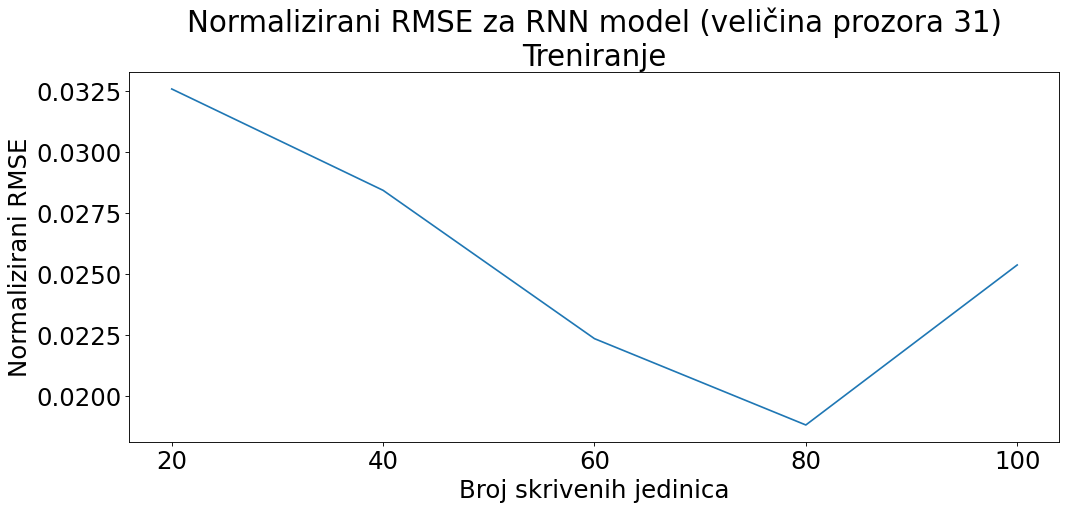 Normalizirani RMSE za RNN model (veličina prozora 31)
Treniranje
Normalizirani RMSE
0.0325
0.0300
0.0275
0.0250
0.0225
0.0200
20 40 60 80 100
Broj skrivenih jedinica